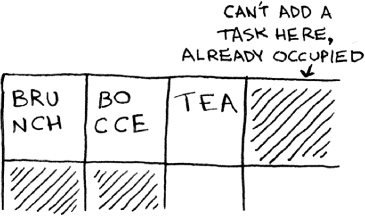 CAN'T ADD A
TASK HERE,
ALREADY OCCUPIED
BRU
NCH
BO
CCE
TEA